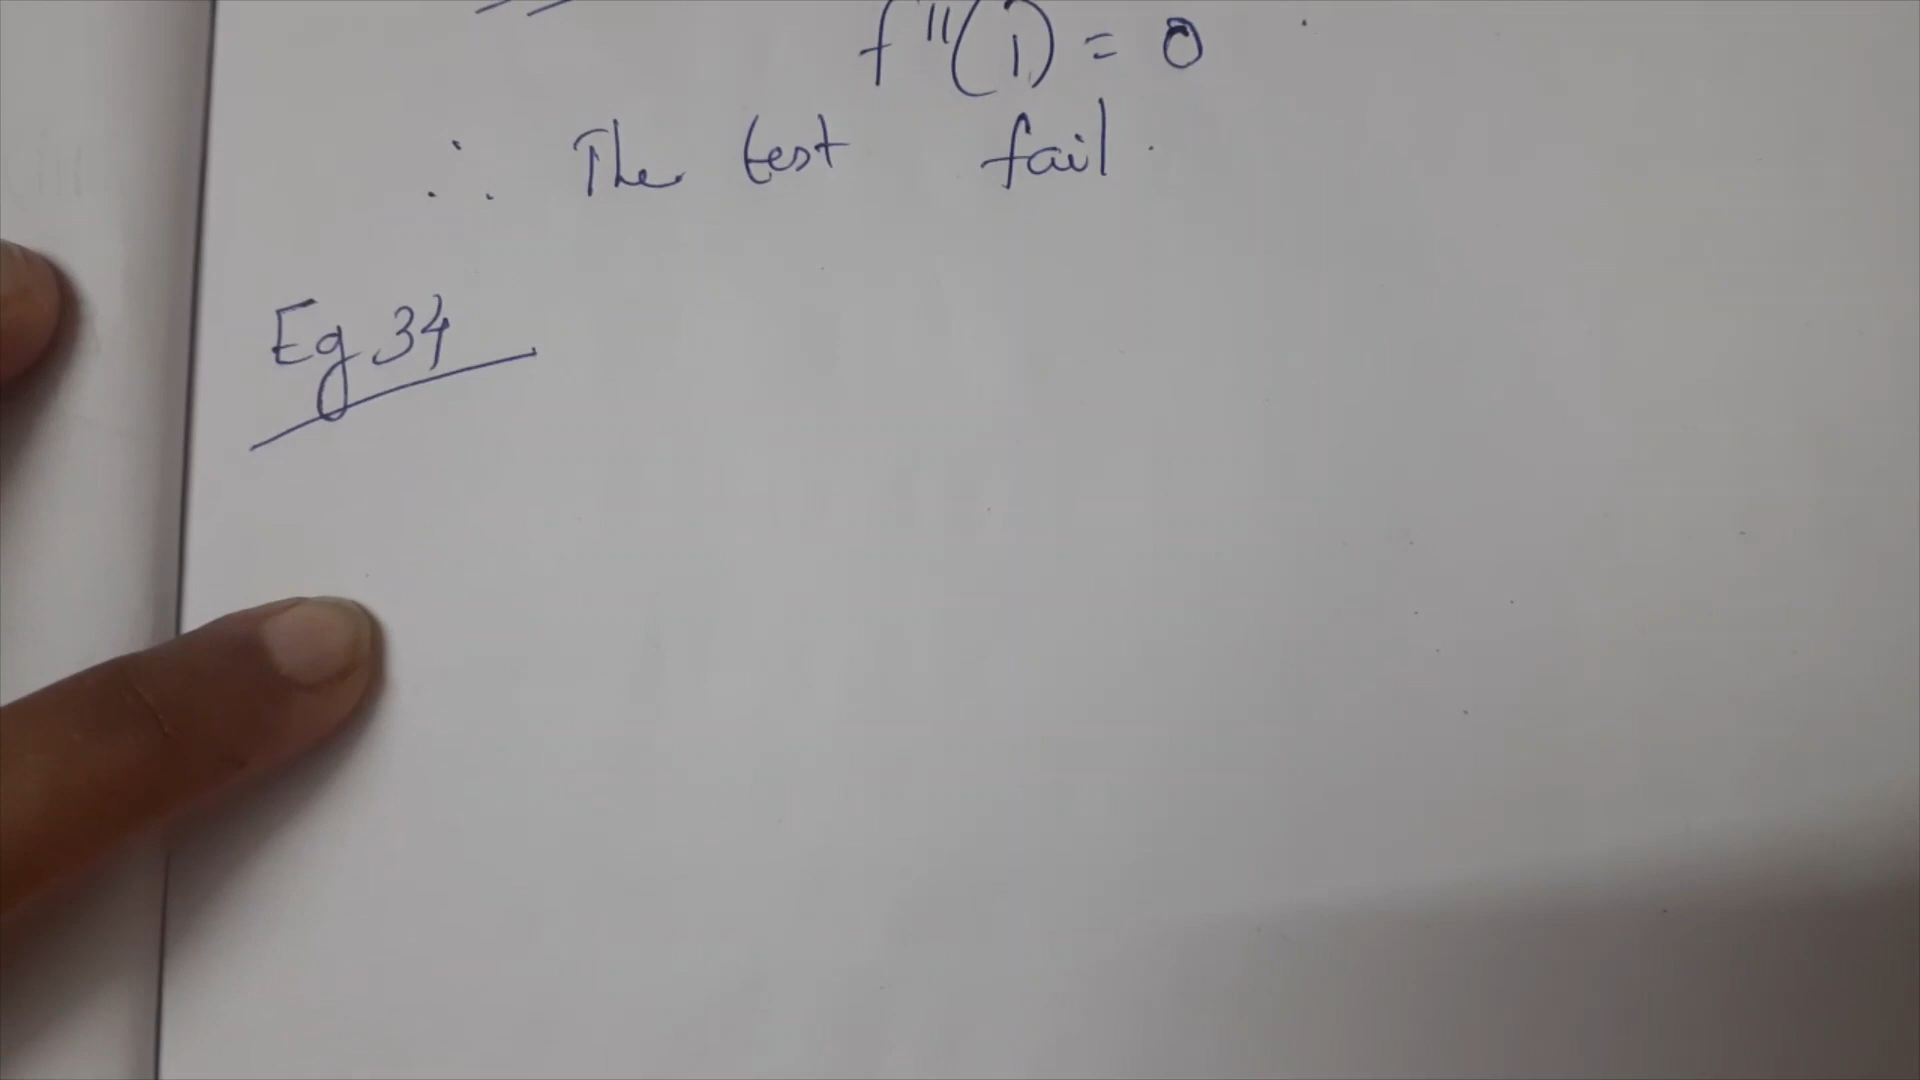 f''(1) = 0
∴ The test fail.
Eg 34